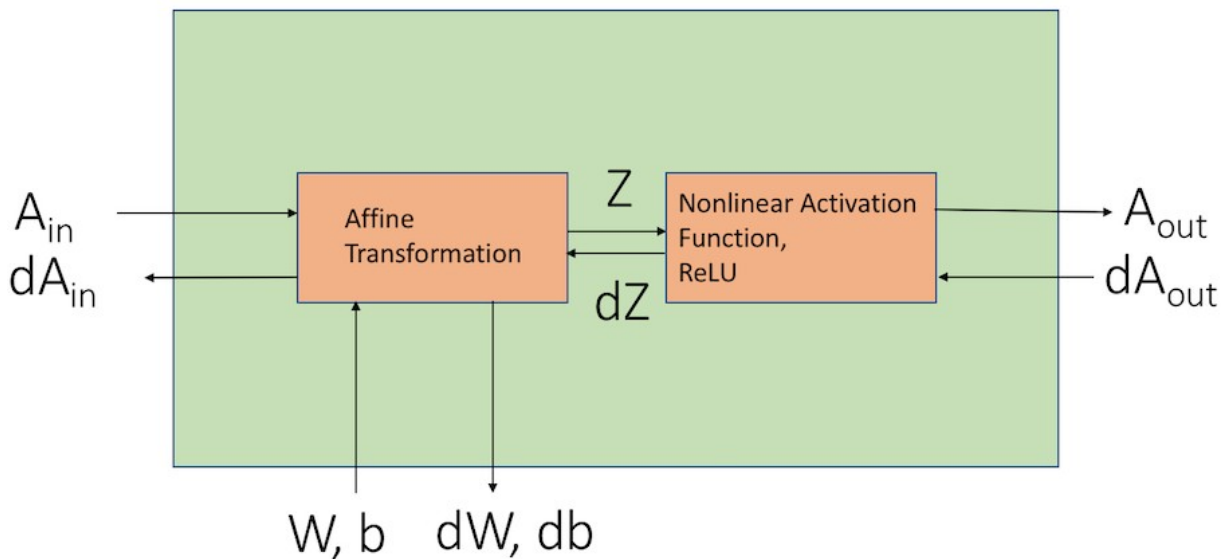 A_in
dA_in
Affine
Transformation
Z
dZ
Nonlinear Activation
Function,
ReLU
A_out
dA_out
W, b
dW, db